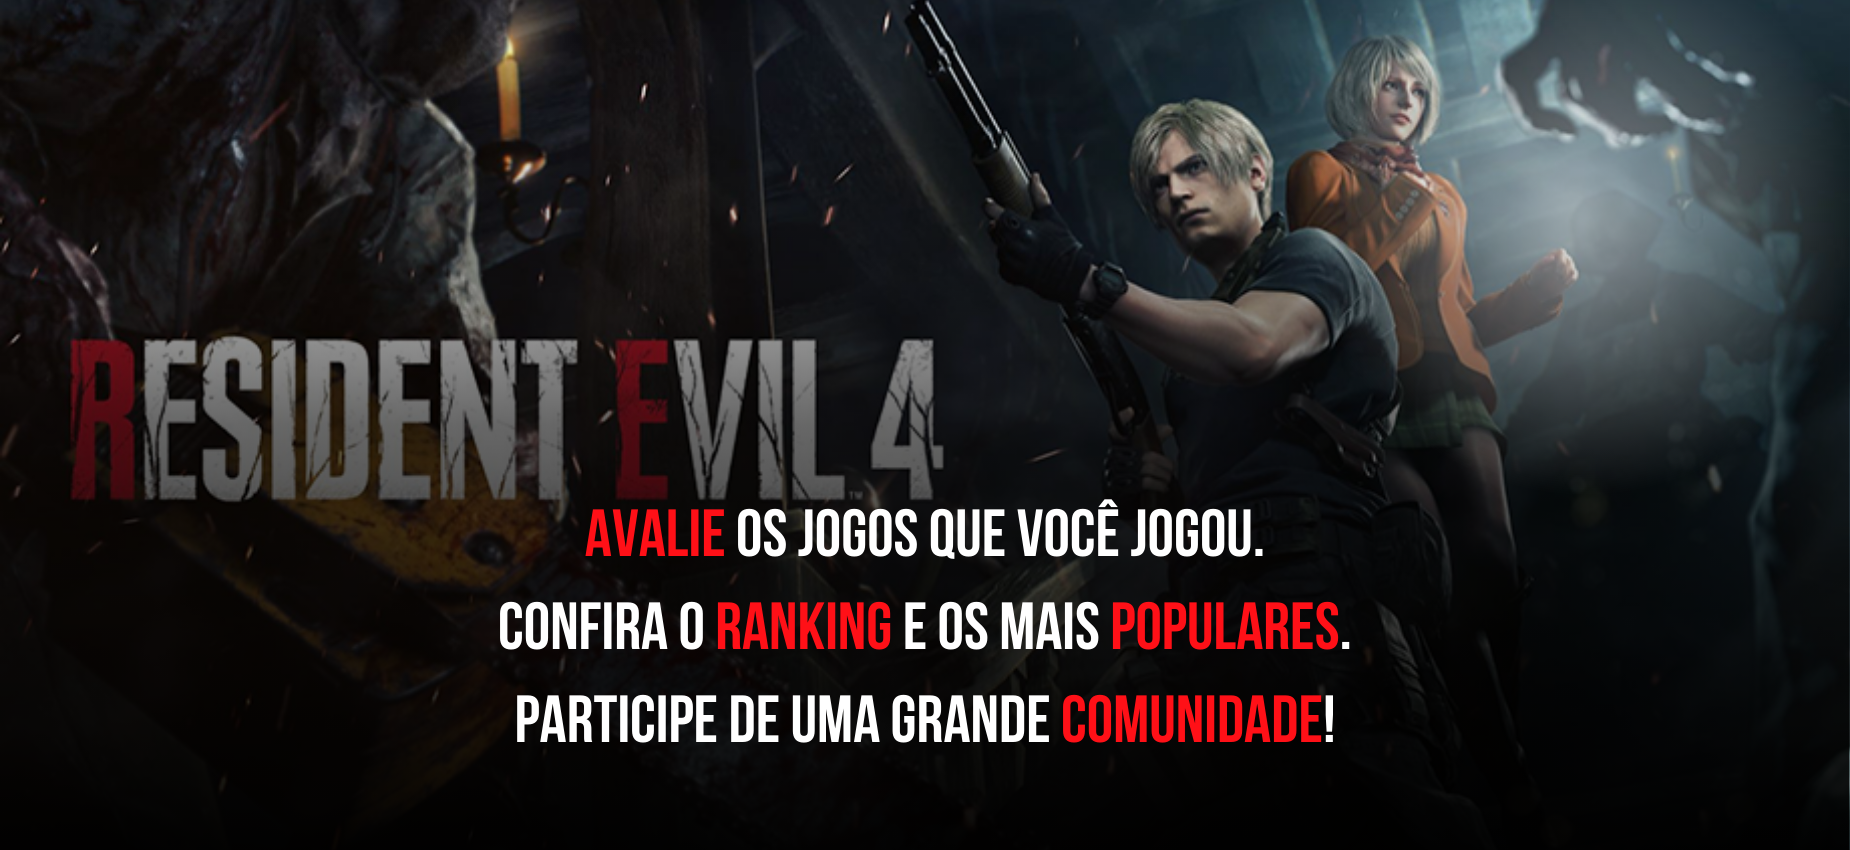 RESIDENT EVIL 4
TM
AVALIE OS JOGOS QUE VOCÊ JOGOU.
CONFIRA O RANKING E OS MAIS POPULARES.
PARTICIPE DE UMA GRANDE COMUNIDADE!